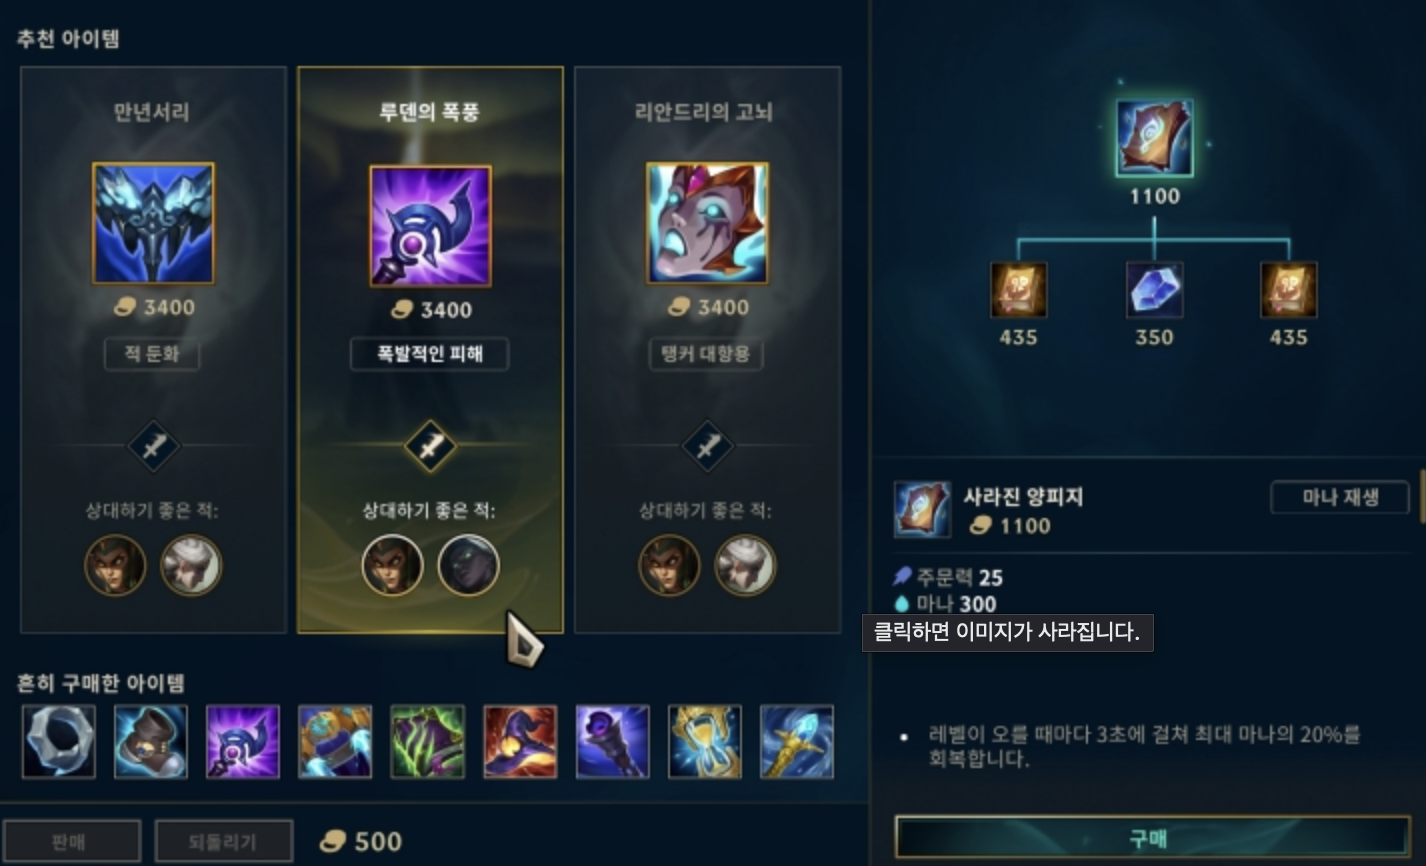 추천 아이템
만년서리
루덴의 폭풍
리안드리의 고뇌
3400
3400
3400
적 둔화
폭발적인 피해
탱커 대항용
상대하기 좋은 적:
상대하기 좋은 적:
상대하기 좋은 적:
흔히 구매한 아이템
판매
되돌리기
500
1100
435
350
435
사라진 양피지
1100
마나 재생
주문력 25
마나 300
클릭하면 이미지가 사라집니다.
레벨이 오를 때마다 3초에 걸쳐 최대 마나의 20%를
회복합니다.
구매